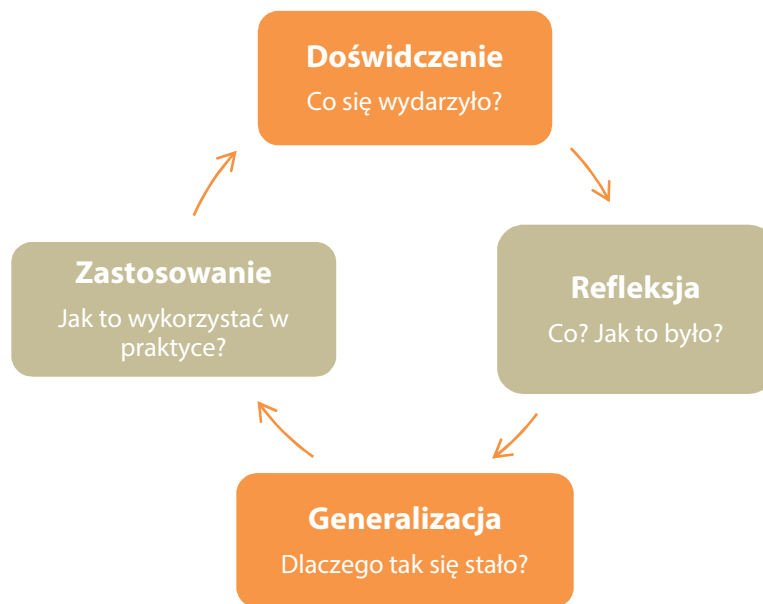 Doświdczenie
Co się wydarzyło?
Refleksja
Co? Jak to było?
Generalizacja
Dlaczego tak się stało?
Zastosowanie
Jak to wykorzystać w
praktyce?